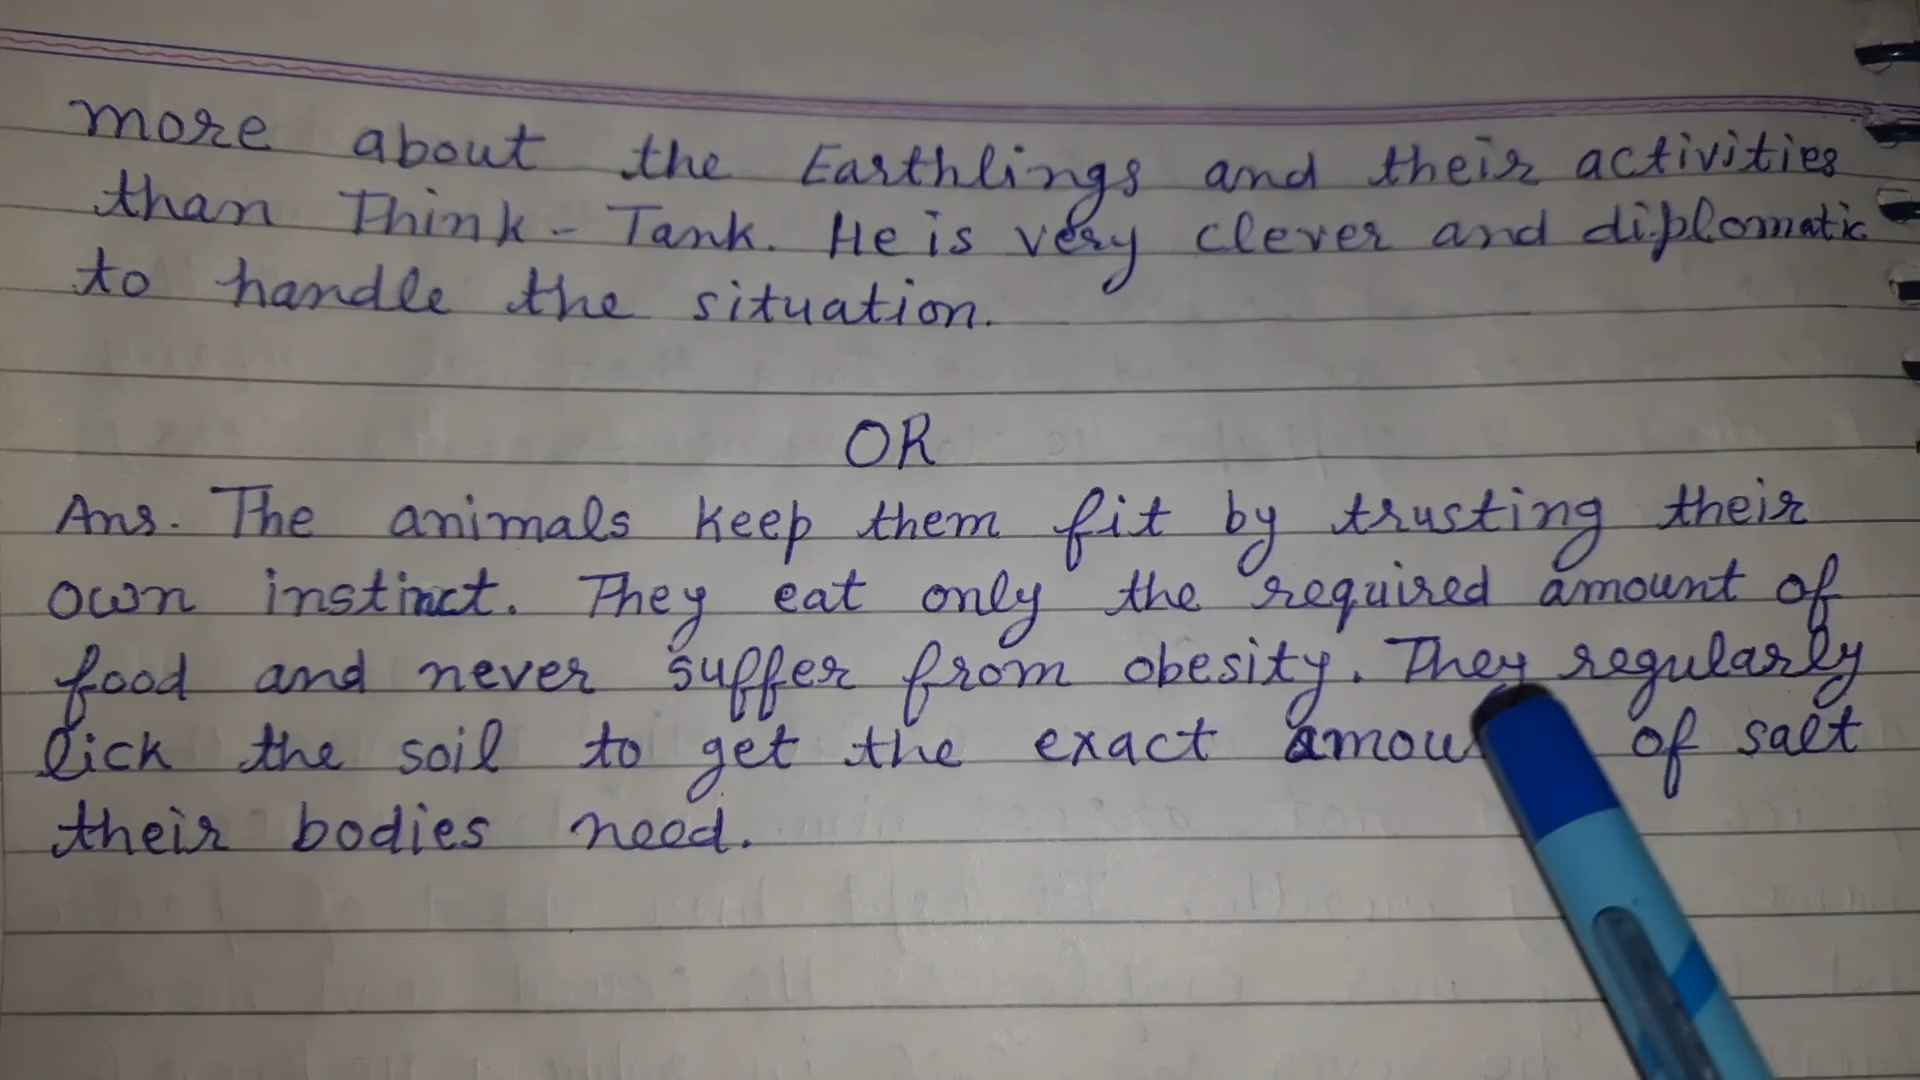 more about the Earthlings and their activities
than Think-Tank. He is very clever and diplomatic
to handle the situation.
OR
Ans. The animals keep them fit by trusting their
own instinct. They eat only the required amount of
food and never suffer from obesity. They regularly
lick the soil to get the exact amou of salt
their bodies need.